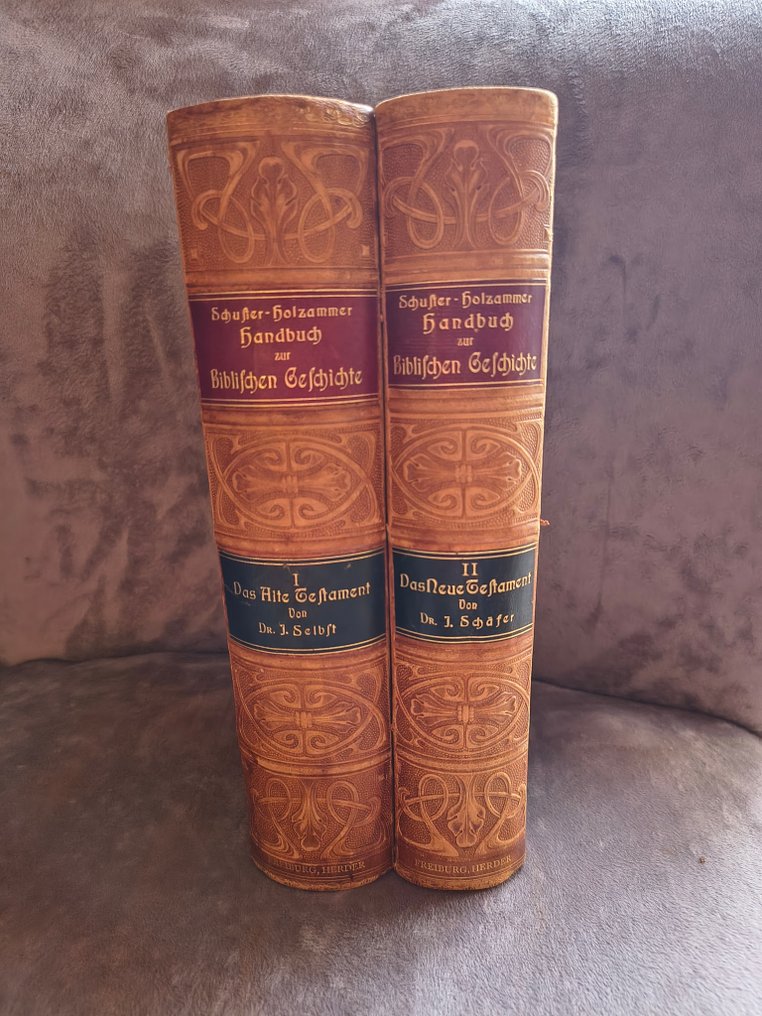 Schuster-Holzammer
Handbuch
zur
Biblischen Geschichte
I
Das Alte Testament
Von
DR. J. Selbst
FREIBURG, HERDER
Schuster-Holzammer
Handbuch
zur
Biblischen Geschichte
II
Das Neue Testament
Von
DR. J. Schäfer
FREIBURG, HERDER